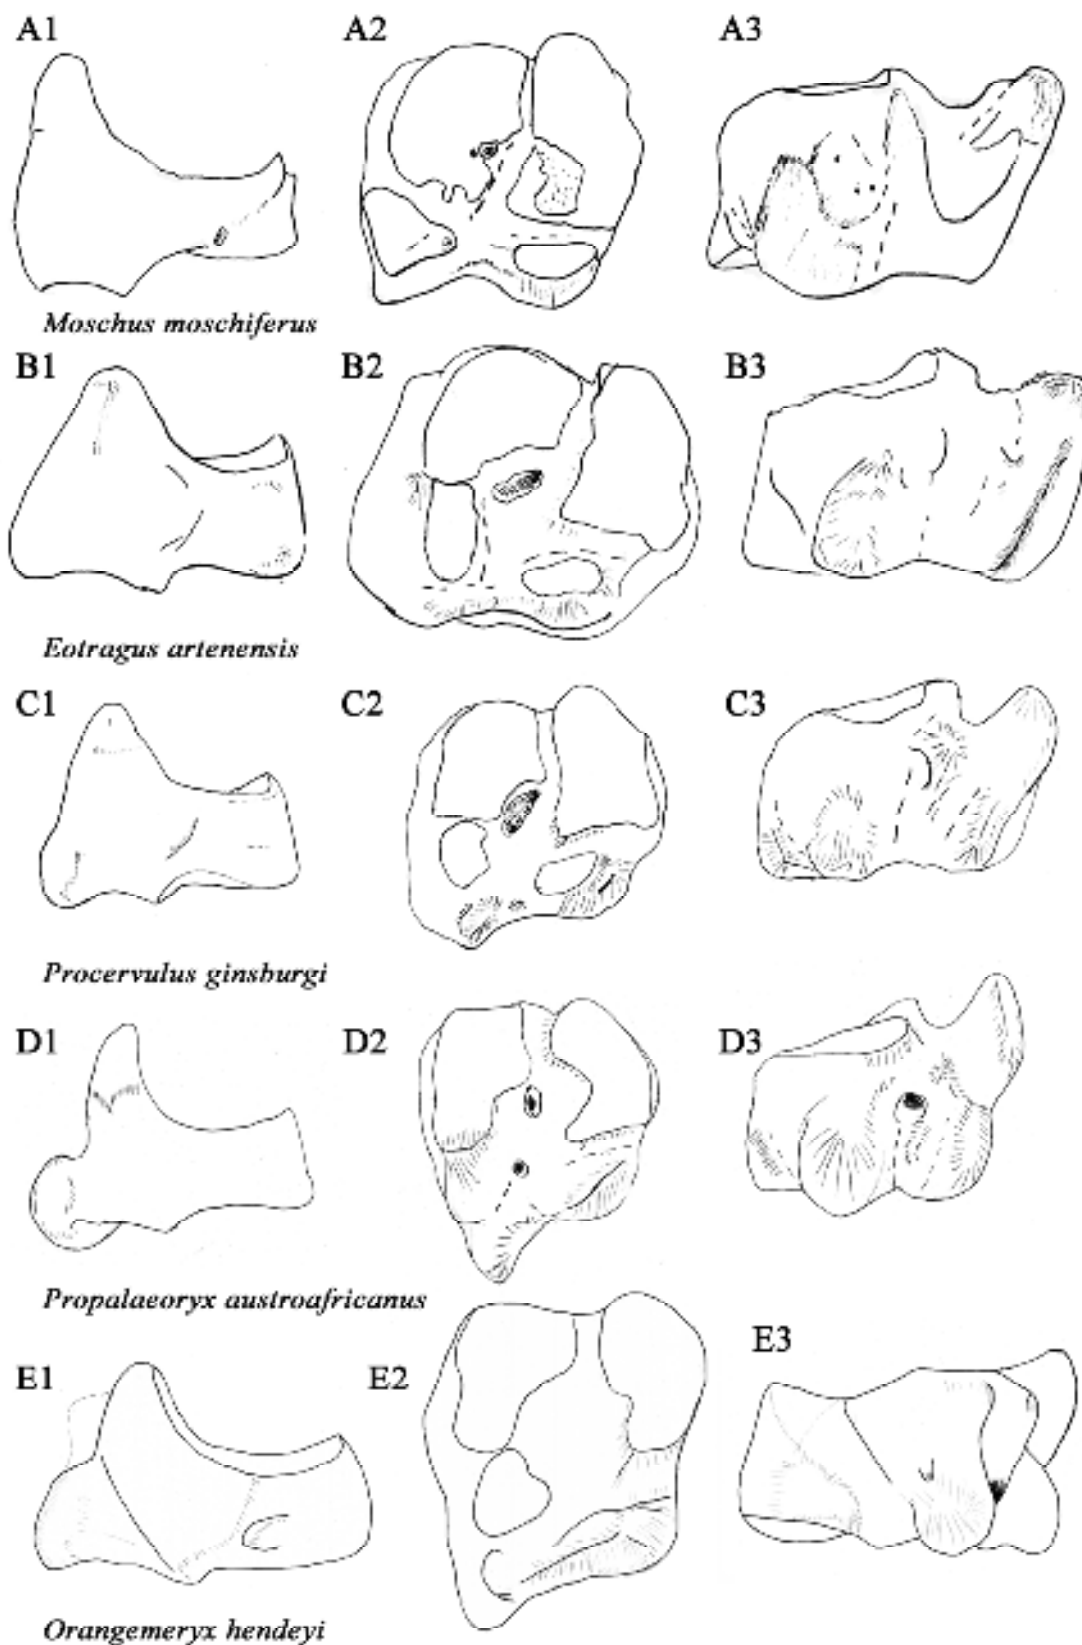 A1 A2 A3
Moschus moschiferus
B1 B2 B3
Eotragus artenensis
C1 C2 C3
Procervulus ginsburgi
D1 D2 D3
Propalaeoryx austroafricanus
E1 E2 E3
Orangemeryx hendeyi